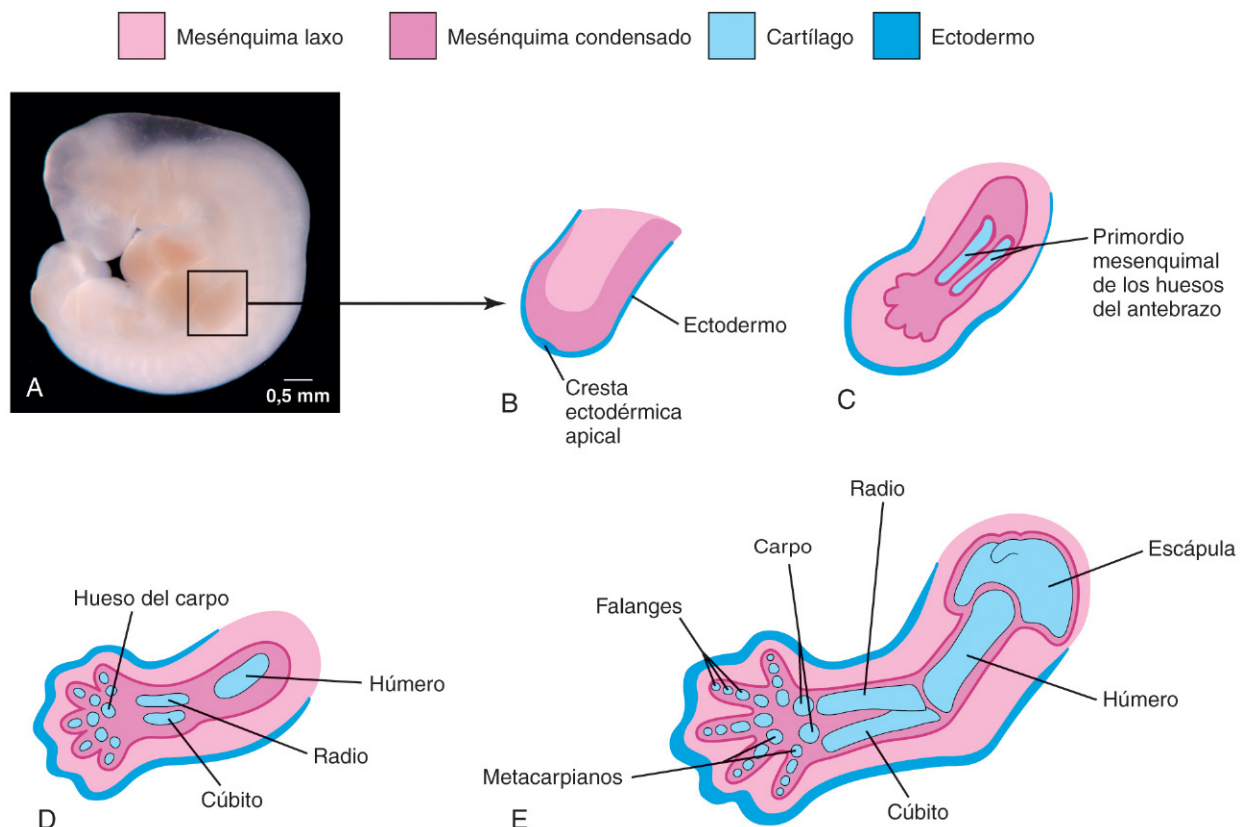 Mesénquima laxo
Mesénquima condensado
Cartílago
Ectodermo
A
0,5 mm
B
Ectodermo
Cresta
ectodérmica
apical
C
Primordio
mesenquimal
de los huesos
del antebrazo
D
Hueso del carpo
Húmero
Radio
Cúbito
E
Radio
Carpo
Falanges
Escápula
Húmero
Metacarpianos
Cúbito